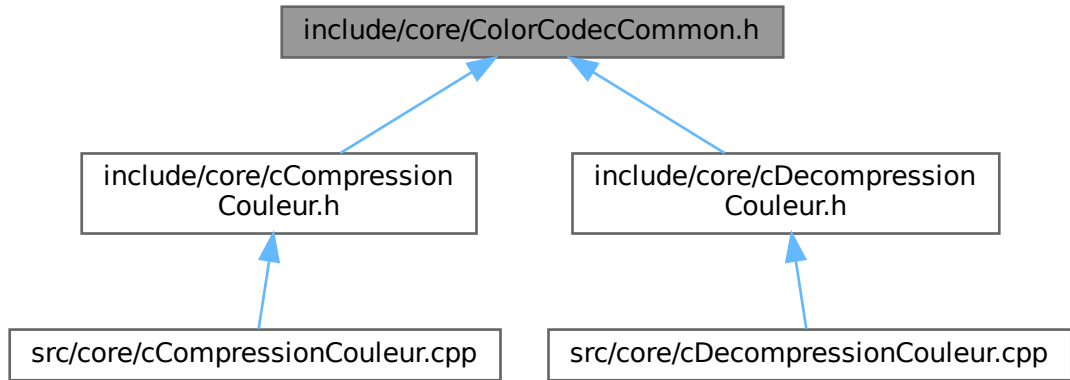 include/core/ColorCodecCommon.h
include/core/cCompression
Couleur.h
include/core/cDecompression
Couleur.h
src/core/cCompressionCouleur.cpp
src/core/cDecompressionCouleur.cpp